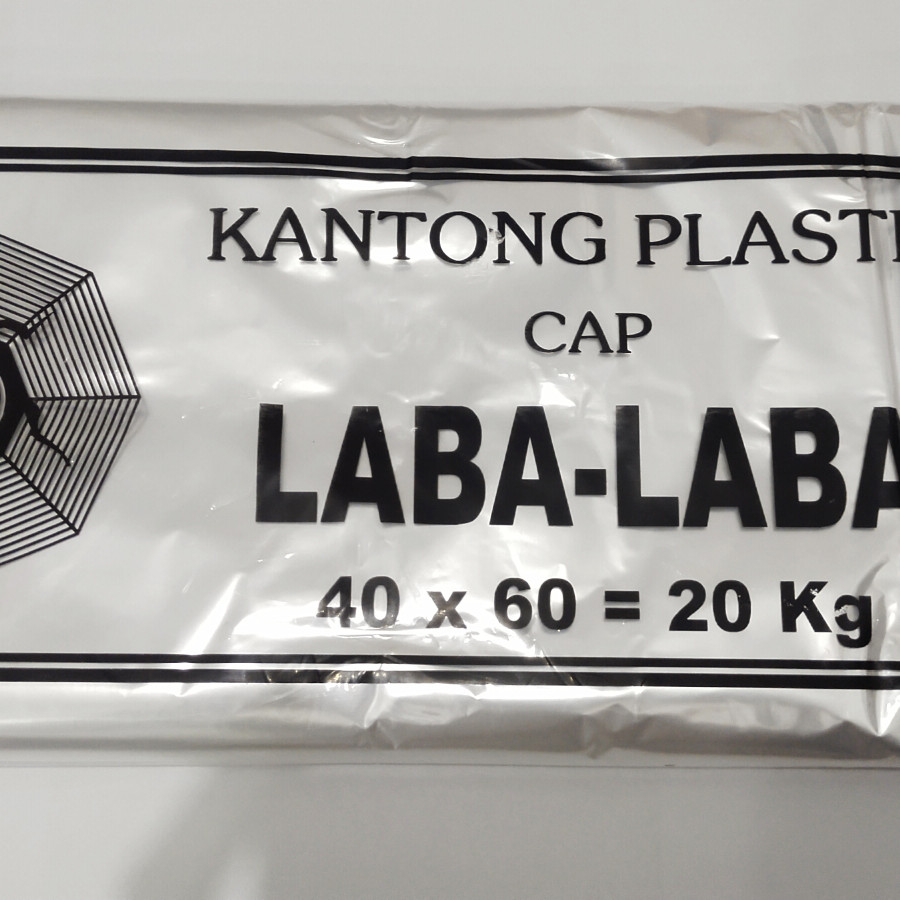 KANTONG PLASTI
CAP
LABA-LABA
40 x 60 = 20 Kg